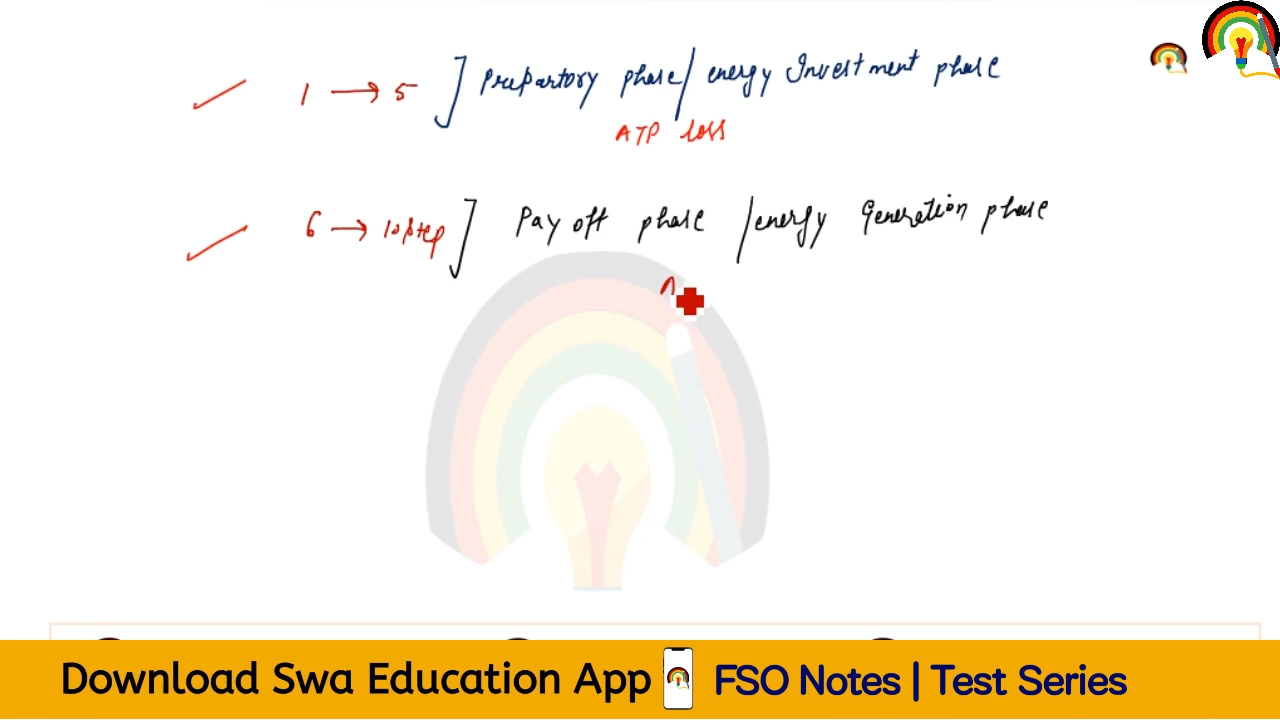 1 → 5 ] Prepartory phase/ energy Investment phase
ATP loss
6 → 10 step ] Pay off phase / energy Generation phase
Download Swa Education App FSO Notes | Test Series